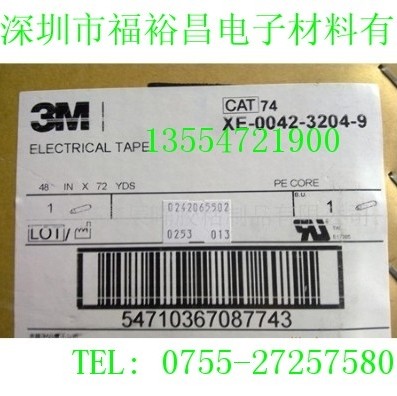 深圳市福裕昌电子材料有
3M
CAT 74
XE-0042-3204-9
13554721900
ELECTRICAL TAPE
48" IN X 72 YDS
PE CORE
1
S.U.
1
0242065502
0253 013
LOT/
54710367087743
TEL: 0755-27257580